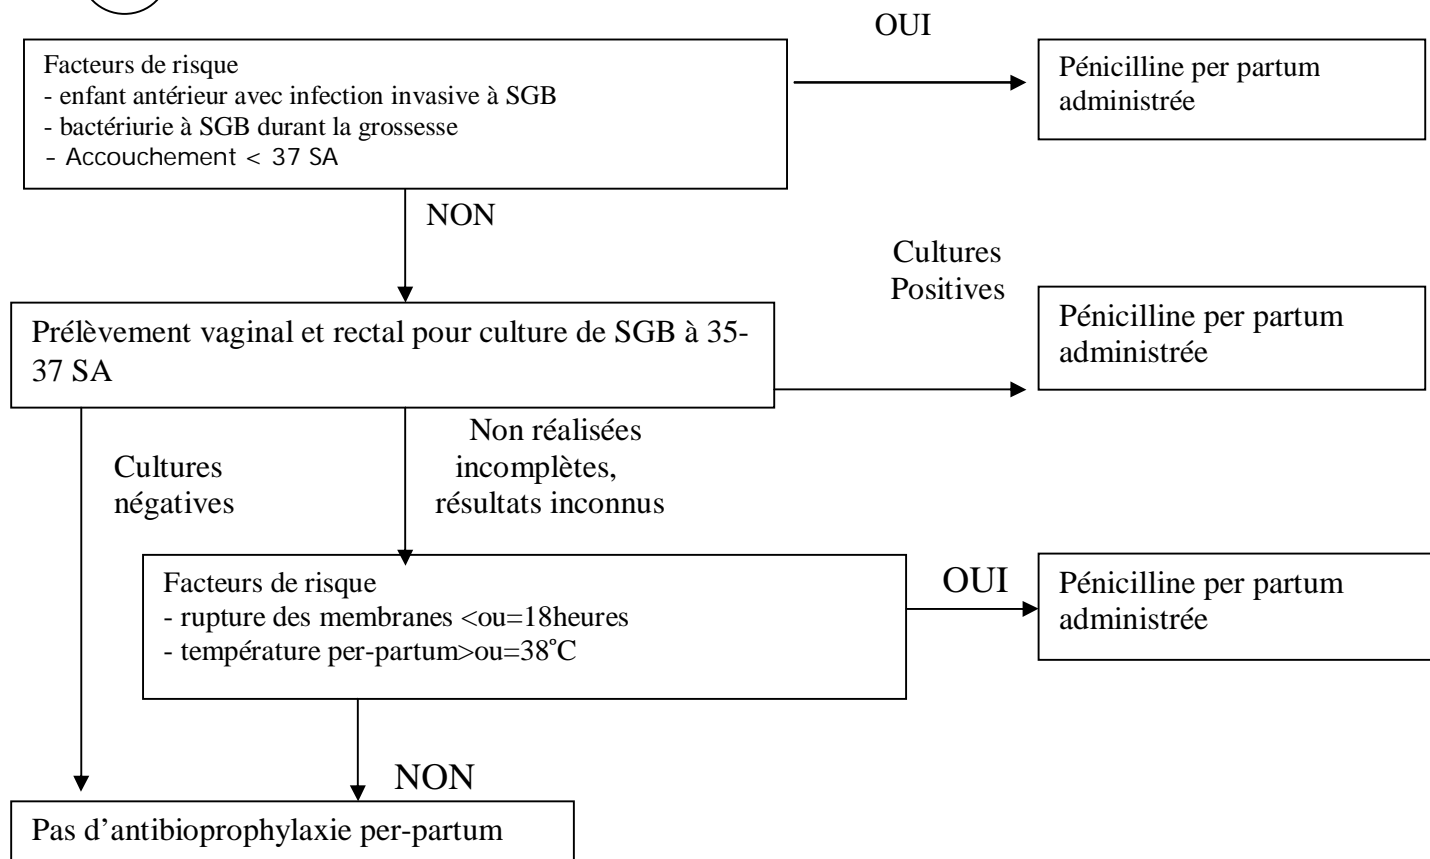 OUI
Facteurs de risque
- enfant antérieur avec infection invasive à SGB
- bactériurie à SGB durant la grossesse
- Accouchement < 37 SA
Pénicilline per partum
administrée
NON
Cultures
Positives
Prélèvement vaginal et rectal pour culture de SGB à 35-
37 SA
Pénicilline per partum
administrée
Cultures
négatives
Non réalisées
incomplètes,
résultats inconnus
Facteurs de risque
- rupture des membranes <ou=18heures
- température per-partum>ou=38°C
OUI
Pénicilline per partum
administrée
NON
Pas d’antibioprophylaxie per-partum